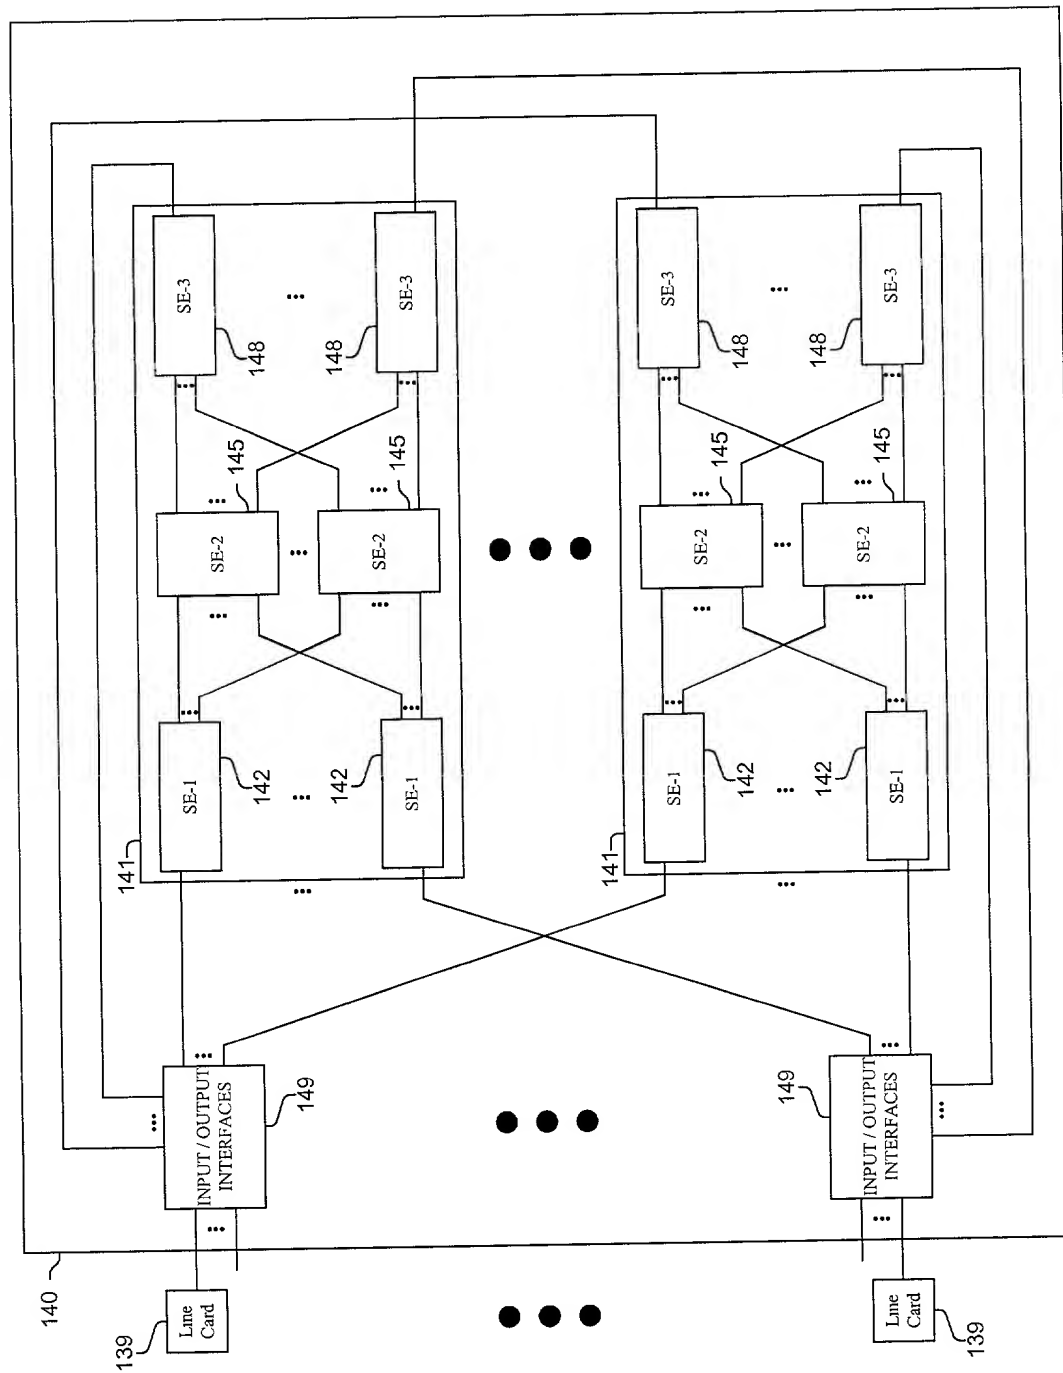 SE-3
148
SE-3
148
SE-3
148
SE-3
148
SE-2
145
SE-2
145
SE-2
145
SE-2
145
SE-1
142
SE-1
142
SE-1
142
SE-1
142
141
141
INPUT / OUTPUT
INTERFACES
149
INPUT / OUTPUT
INTERFACES
149
140
Line
Card
139
Line
Card
139